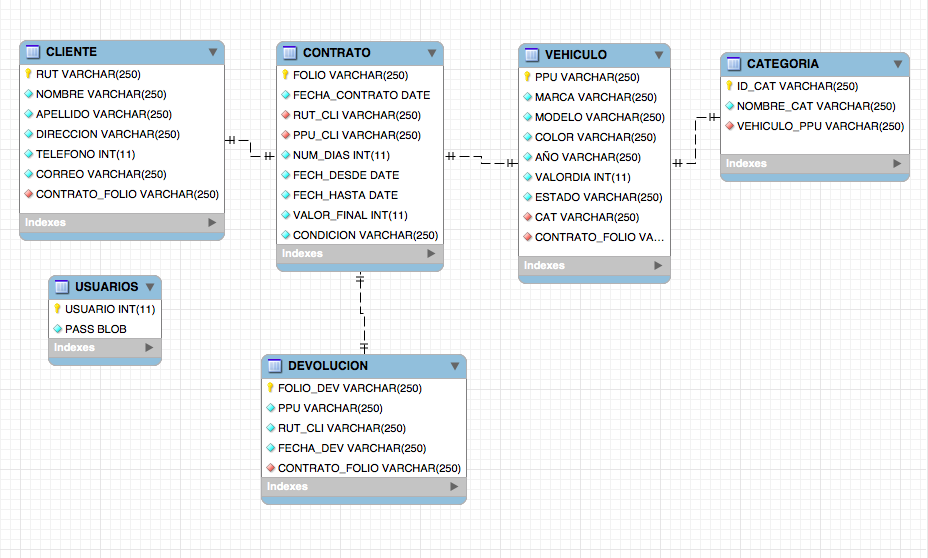 CLIENTE
RUT VARCHAR(250)
NOMBRE VARCHAR(250)
APELLIDO VARCHAR(250)
DIRECCION VARCHAR(250)
TELEFONO INT(11)
CORREO VARCHAR(250)
CONTRATO_FOLIO VARCHAR(250)
Indexes
CONTRATO
FOLIO VARCHAR(250)
FECHA_CONTRATO DATE
RUT_CLI VARCHAR(250)
PPU_CLI VARCHAR(250)
NUM_DIAS INT(11)
FECH_DESDE DATE
FECH_HASTA DATE
VALOR_FINAL INT(11)
CONDICION VARCHAR(250)
Indexes
VEHICULO
PPU VARCHAR(250)
MARCA VARCHAR(250)
MODELO VARCHAR(250)
COLOR VARCHAR(250)
AÑO VARCHAR(250)
VALORDIA INT(11)
ESTADO VARCHAR(250)
CAT VARCHAR(250)
CONTRATO_FOLIO VA...
Indexes
CATEGORIA
ID_CAT VARCHAR(250)
NOMBRE_CAT VARCHAR(250)
VEHICULO_PPU VARCHAR(250)
Indexes
USUARIOS
USUARIO INT(11)
PASS BLOB
Indexes
DEVOLUCION
FOLIO_DEV VARCHAR(250)
PPU VARCHAR(250)
RUT_CLI VARCHAR(250)
FECHA_DEV VARCHAR(250)
CONTRATO_FOLIO VARCHAR(250)
Indexes